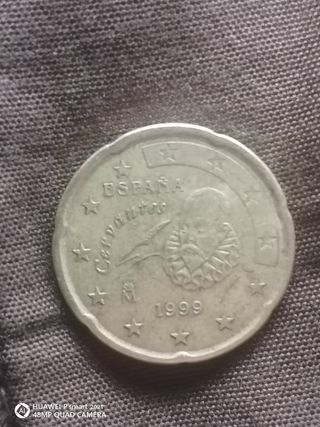 ESPAÑA
Cervantes
M
1999
HUAWEI P smart 2021
48MP QUAD CAMERA